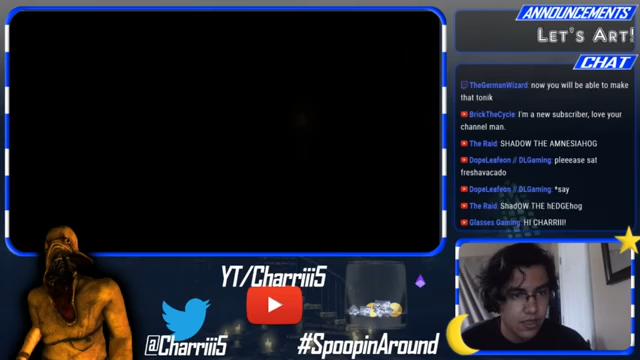 ANNOUNCEMENTS
LET'S ART!
CHAT
TheGermanWizard: now you will be able to make
that tonik
BrickTheCycle: I'm a new subscriber, love your
channel man.
The Raid: SHADOW THE AMNESIAHOG
DopeLeafeon // DLGaming: pleeease sat
freshavacado
DopeLeafeon // DLGaming: *say
The Raid: ShadOW THE hEDGEhog
Glasses Gaming: HI CHARRIII!
YT/Charriii5
@Charriii5
#SpoopinAround